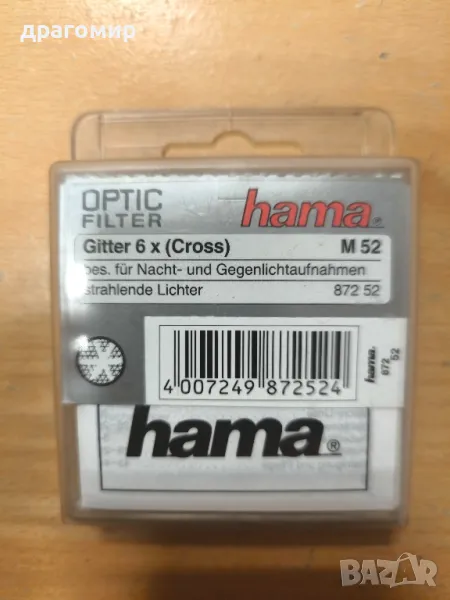 драгомир
OPTIC
FILTER
hama®
Gitter 6 x (Cross) M 52
bes. für Nacht- und Gegenlichtaufnahmen
strahlende Lichter 872 52
4 007249 872524
hama®
872 52
hama®
BAZAR